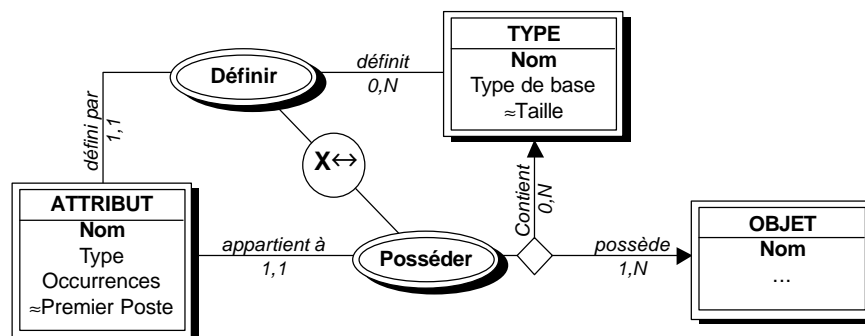 TYPE
Nom
Type de base
≈Taille
Définir
définit
0,N
défini par
1,1
X↔
Contient
0,N
ATTRIBUT
Nom
Type
Occurrences
≈Premier Poste
appartient à
1,1
Posséder
possède
1,N
OBJET
Nom
...